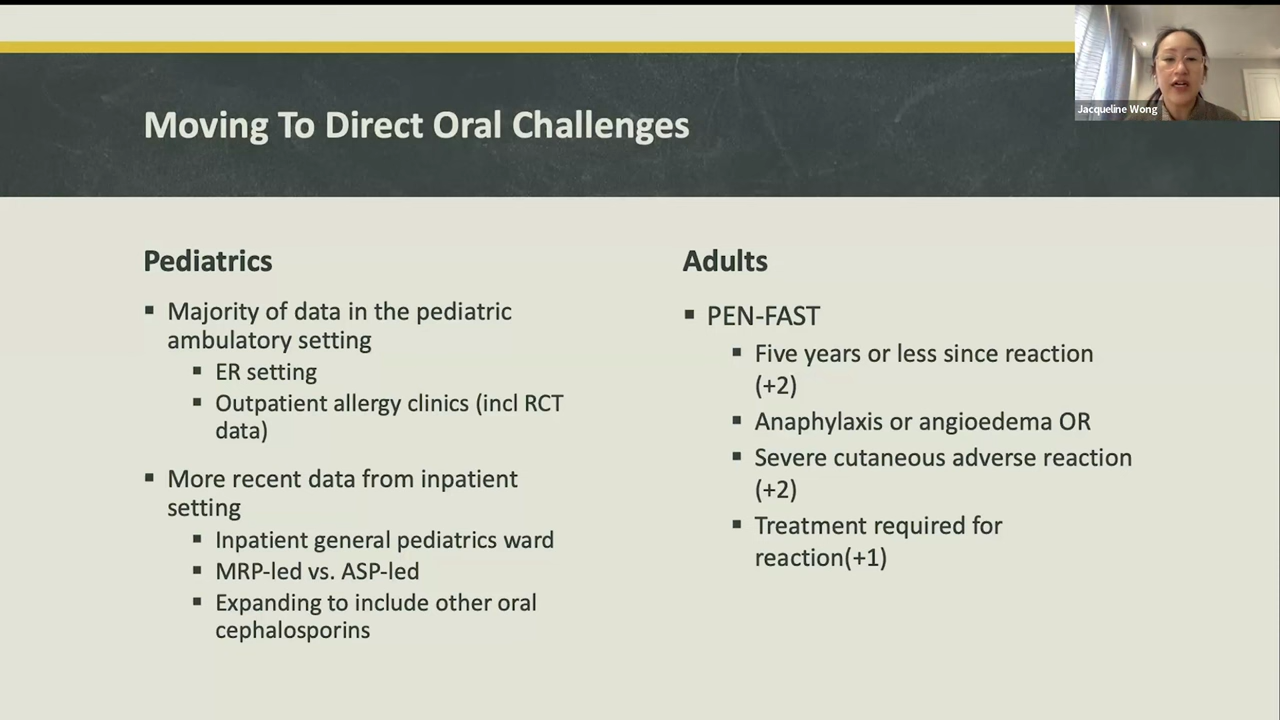 Jacqueline Wong
Moving To Direct Oral Challenges
Pediatrics
▪ Majority of data in the pediatric
ambulatory setting
▪ ER setting
▪ Outpatient allergy clinics (incl RCT
data)
▪ More recent data from inpatient
setting
▪ Inpatient general pediatrics ward
▪ MRP-led vs. ASP-led
▪ Expanding to include other oral
cephalosporins
Adults
▪ PEN-FAST
▪ Five years or less since reaction
(+2)
▪ Anaphylaxis or angioedema OR
▪ Severe cutaneous adverse reaction
(+2)
▪ Treatment required for
reaction(+1)